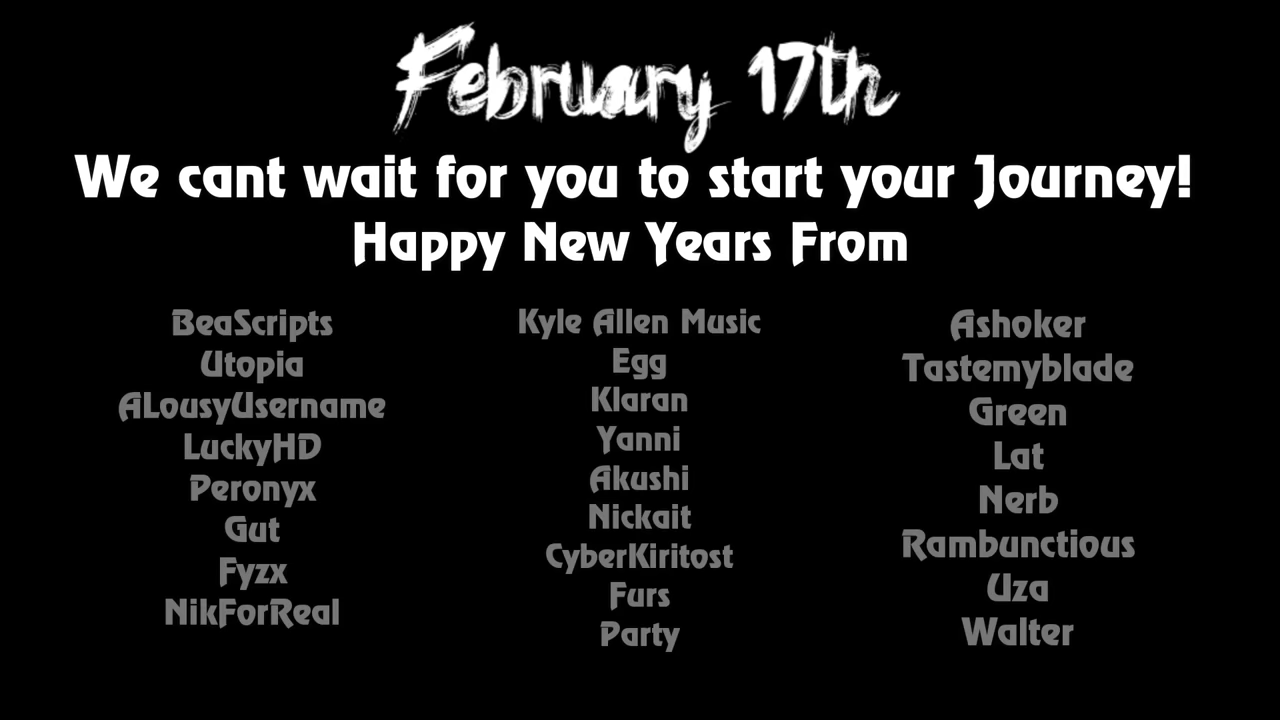 February 17th
We cant wait for you to start your Journey!
Happy New Years From
BeaScripts
Utopia
ALousyUsername
LuckyHD
Peronyx
Gut
Fyzx
NikForReal
Kyle Allen Music
Egg
Klaran
Yanni
Akushi
Nickait
CyberKiritost
Furs
Party
Ashoker
Tastemyblade
Green
Lat
Nerb
Rambunctious
Uza
Walter